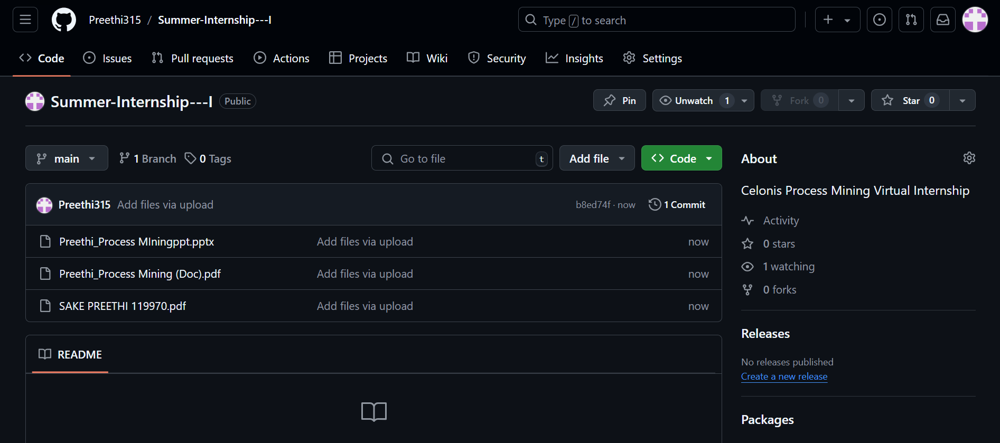 Preethi315 / Summer-Internship---I
Type / to search
Code Issues Pull requests Actions Projects Wiki Security Insights Settings
Summer-Internship---I Public
Pin Unwatch 1 Fork 0 Star 0
main 1 Branch 0 Tags Go to file t Add file Code
Preethi315 Add files via upload b8ed74f · now 1 Commit
Preethi_Process MIningppt.pptx Add files via upload now
Preethi_Process Mining (Doc).pdf Add files via upload now
SAKE PREETHI 119970.pdf Add files via upload now
README
About
Celonis Process Mining Virtual Internship
Activity
0 stars
1 watching
0 forks
Releases
No releases published
Create a new release
Packages